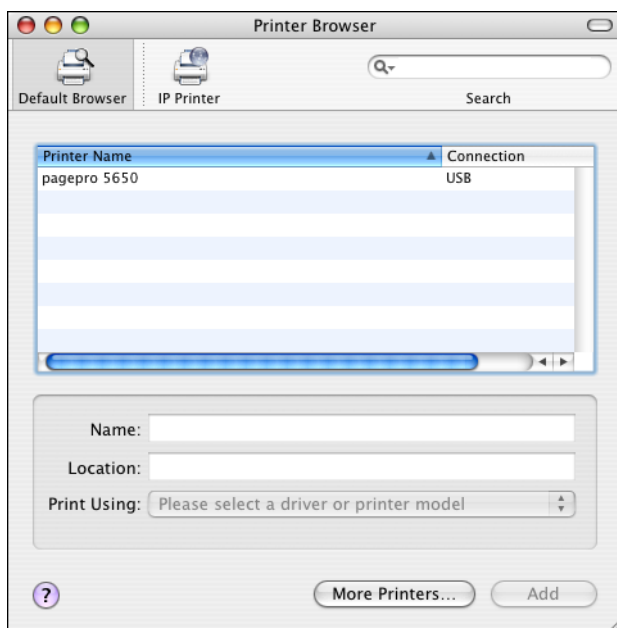 Printer Browser
Default Browser
IP Printer
Search
Printer Name Connection
pagepro 5650 USB
Name:
Location:
Print Using: Please select a driver or printer model
? More Printers... Add